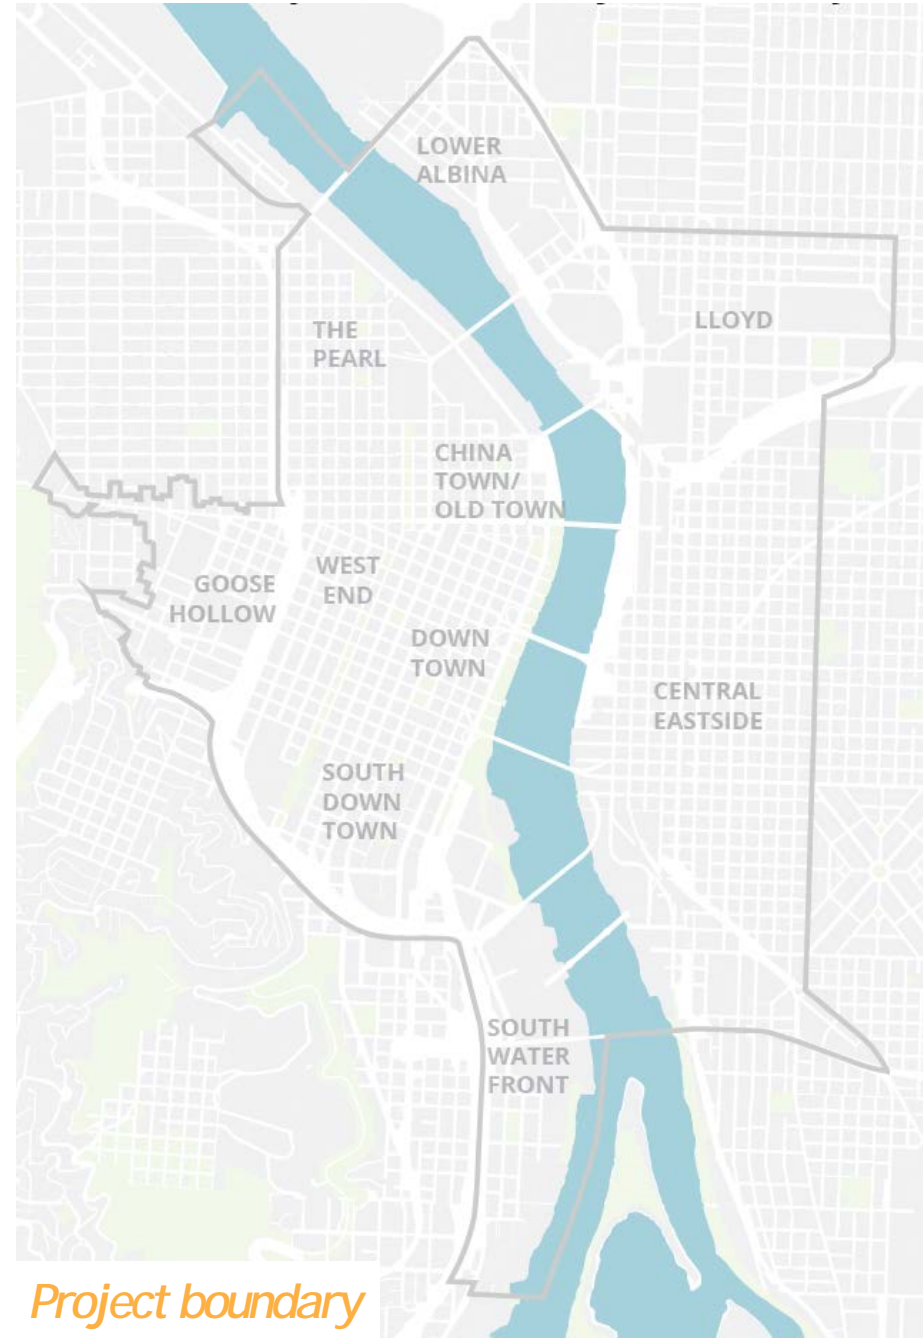 LOWER
ALBINA
LLOYD
THE
PEARL
CHINA
TOWN/
OLD TOWN
WEST
END
GOOSE
HOLLOW
DOWN
TOWN
CENTRAL
EASTSIDE
SOUTH
DOWN
TOWN
SOUTH
WATER
FRONT
Project boundary